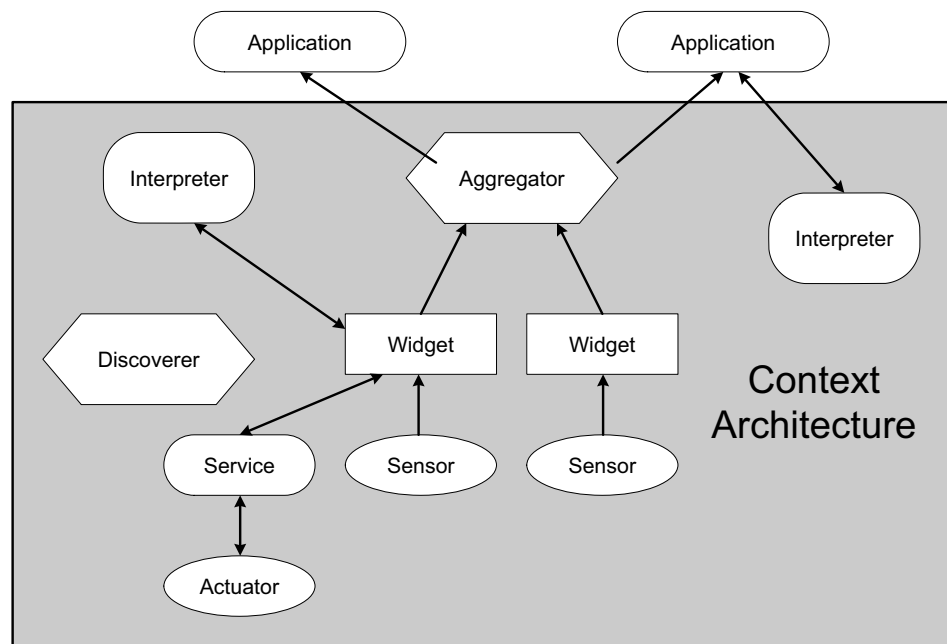 Application
Application
Interpreter
Aggregator
Interpreter
Discoverer
Widget
Widget
Context
Architecture
Service
Sensor
Sensor
Actuator